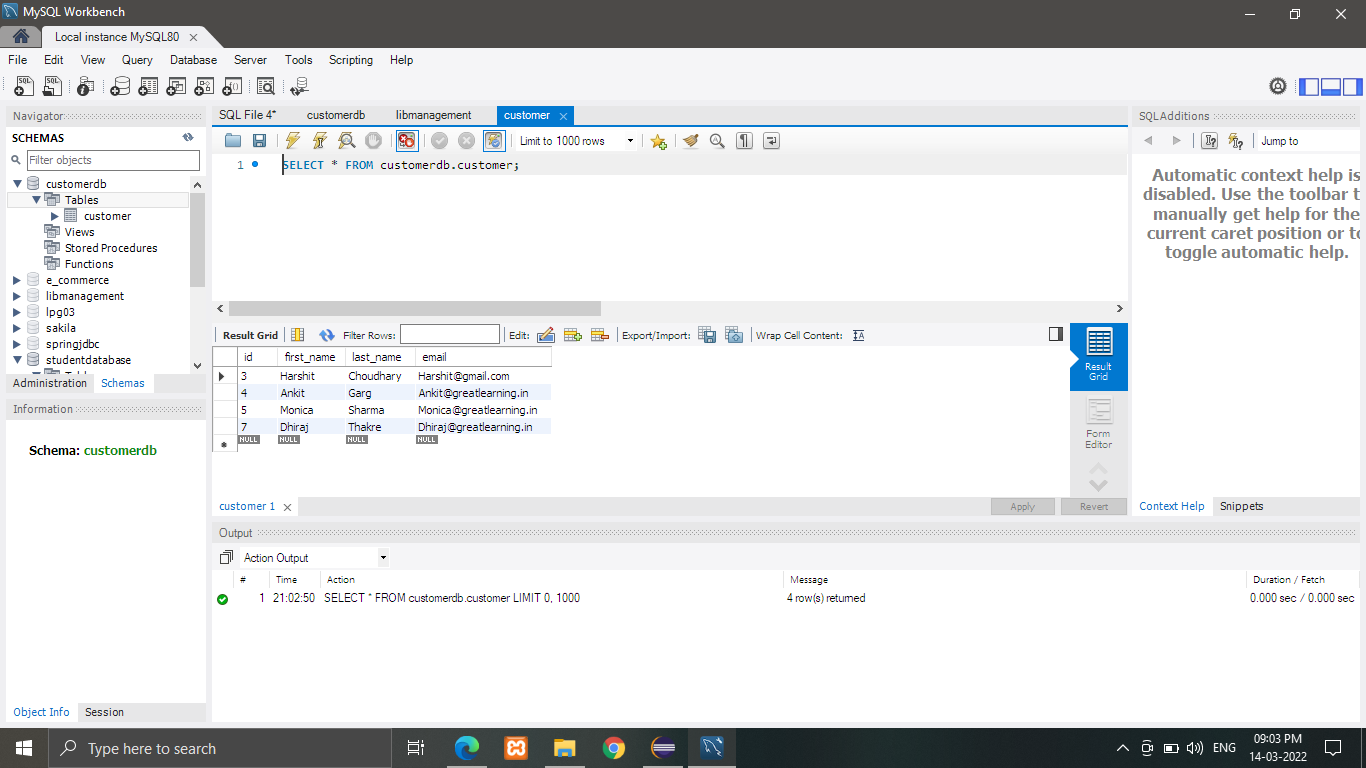 MySQL Workbench
Local instance MySQL80
File Edit View Query Database Server Tools Scripting Help
Navigator
SCHEMAS
Filter objects
customerdb
Tables
customer
Views
Stored Procedures
Functions
e_commerce
libmanagement
lpg03
sakila
springjdbc
studentdatabase
Administration Schemas
Information
Schema: customerdb
Object Info Session
SQL File 4* customerdb libmanagement customer
Limit to 1000 rows
1 SELECT * FROM customerdb.customer;
Result Grid Filter Rows: Edit: Export/Import: Wrap Cell Content:
id first_name last_name email
3 Harshit Choudhary Harshit@gmail.com
4 Ankit Garg Ankit@greatlearning.in
5 Monica Sharma Monica@greatlearning.in
7 Dhiraj Thakre Dhiraj@greatlearning.in
NULL NULL NULL NULL
Result
Grid
Form
Editor
customer 1 Apply Revert
SQLAdditions
Jump to
Automatic context help is
disabled. Use the toolbar t
manually get help for the
current caret position or to
toggle automatic help.
Context Help Snippets
Output
Action Output
# Time Action Message Duration / Fetch
1 21:02:50 SELECT * FROM customerdb.customer LIMIT 0, 1000 4 row(s) returned 0.000 sec / 0.000 sec
Type here to search
ENG
09:03 PM
14-03-2022